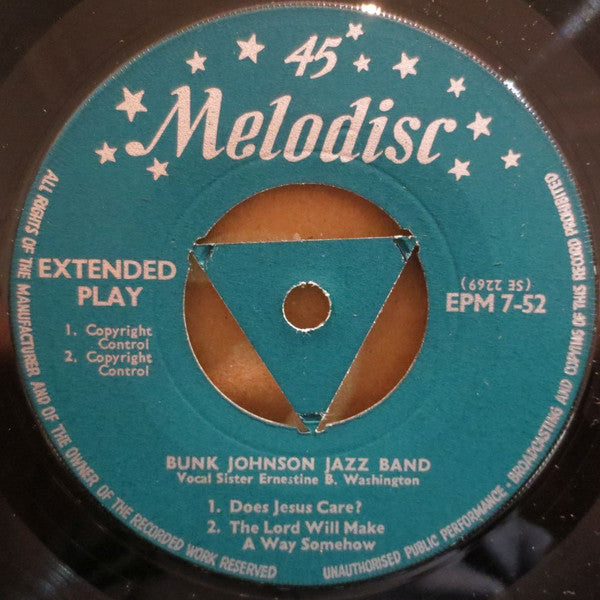 45
Melodisc
EXTENDED
PLAY
1. Copyright
Control
2. Copyright
Control
(SE 2269)
EPM 7-52
BUNK JOHNSON JAZZ BAND
Vocal Sister Ernestine B. Washington
1. Does Jesus Care?
2. The Lord Will Make
A Way Somehow
ALL RIGHTS OF THE MANUFACTURER AND OF THE OWNER OF THE RECORDED WORK RESERVED
UNAUTHORISED PUBLIC PERFORMANCE · BROADCASTING AND COPYING OF THIS RECORD PROHIBITED